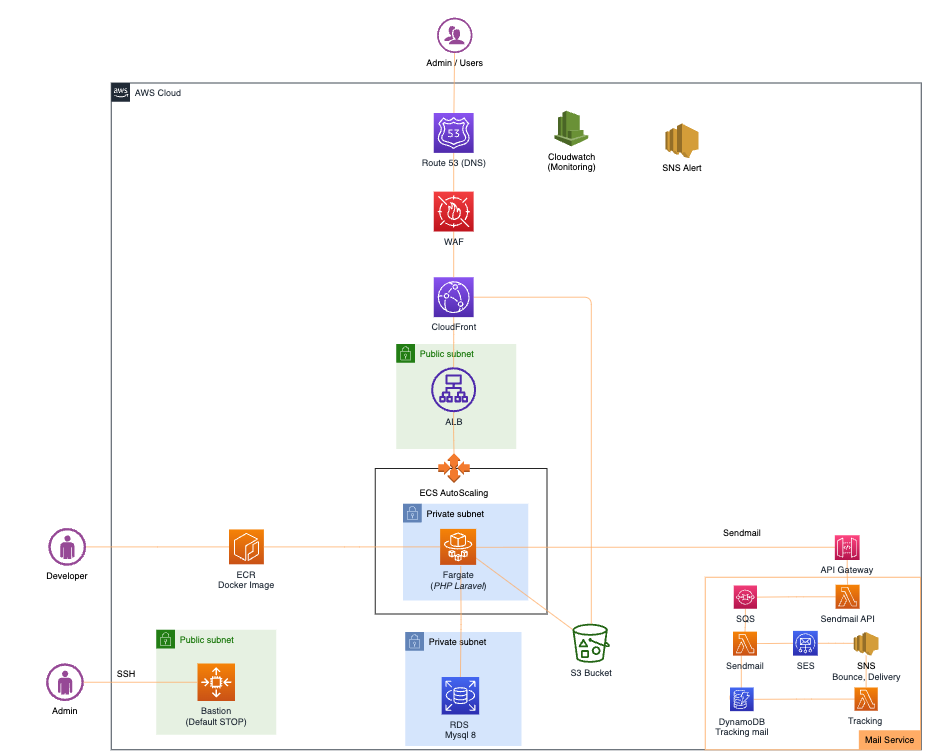 Admin / Users
aws
AWS Cloud
53
Route 53 (DNS)
Cloudwatch
(Monitoring)
SNS Alert
WAF
CloudFront
Public subnet
ALB
ECS AutoScaling
Private subnet
Fargate
(PHP Laravel)
Developer
ECR
Docker Image
Sendmail
API Gateway
SQS
Sendmail API
Sendmail
SES
SNS
Bounce, Delivery
DynamoDB
Tracking mail
Tracking
Mail Service
Public subnet
SSH
Admin
Bastion
(Default STOP)
Private subnet
RDS
Mysql 8
S3 Bucket